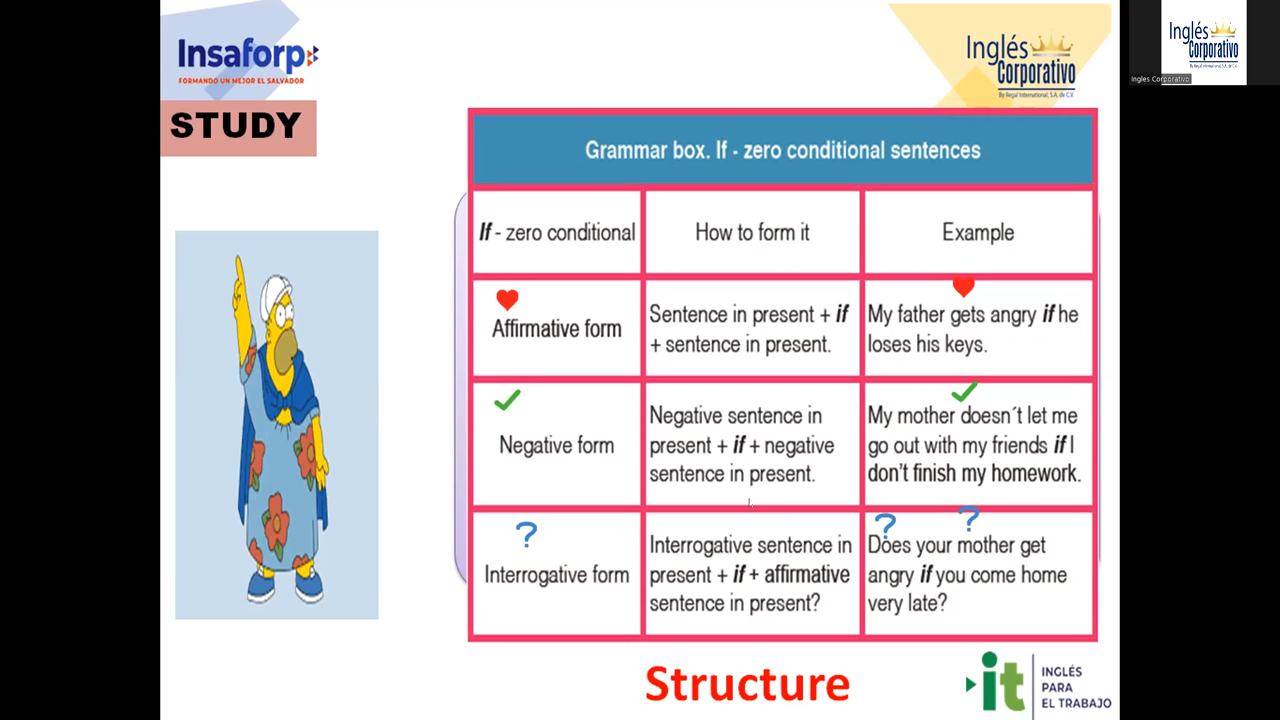 Insaforp
FORMANDO UN MEJOR EL SALVADOR
STUDY
Inglés
Corporativo
By Regal International, S.A. de C.V.
Inglés
Corporativo
Ingles Corporativo
Grammar box. If - zero conditional sentences
If - zero conditional
How to form it
Example
Affirmative form
Sentence in present + if
+ sentence in present.
My father gets angry if he
loses his keys.
Negative form
Negative sentence in
present + if + negative
sentence in present.
My mother doesn´t let me
go out with my friends if I
don't finish my homework.
Interrogative form
Interrogative sentence in
present + if + affirmative
sentence in present?
Does your mother get
angry if you come home
very late?
Structure
it
INGLÉS
PARA
EL TRABAJO